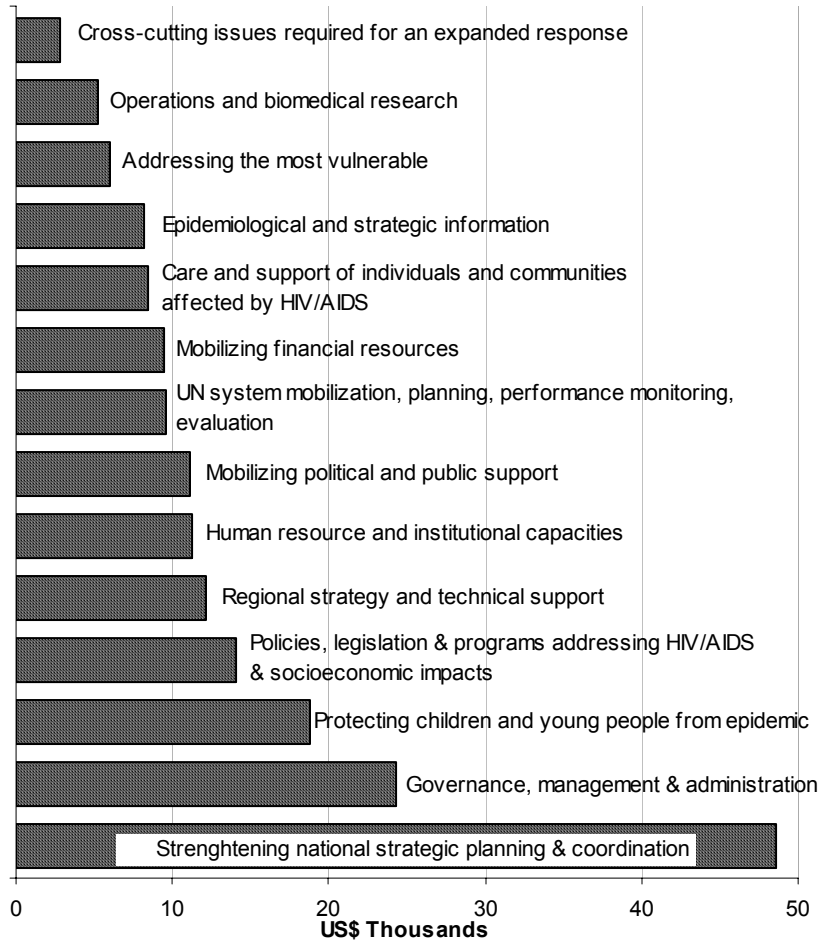 Cross-cutting issues required for an expanded response
Operations and biomedical research
Addressing the most vulnerable
Epidemiological and strategic information
Care and support of individuals and communities
affected by HIV/AIDS
Mobilizing financial resources
UN system mobilization, planning, performance monitoring,
evaluation
Mobilizing political and public support
Human resource and institutional capacities
Regional strategy and technical support
Policies, legislation & programs addressing HIV/AIDS
& socioeconomic impacts
Protecting children and young people from epidemic
Governance, management & administration
Strenghtening national strategic planning & coordination
0 10 20 30 40 50
US$ Thousands